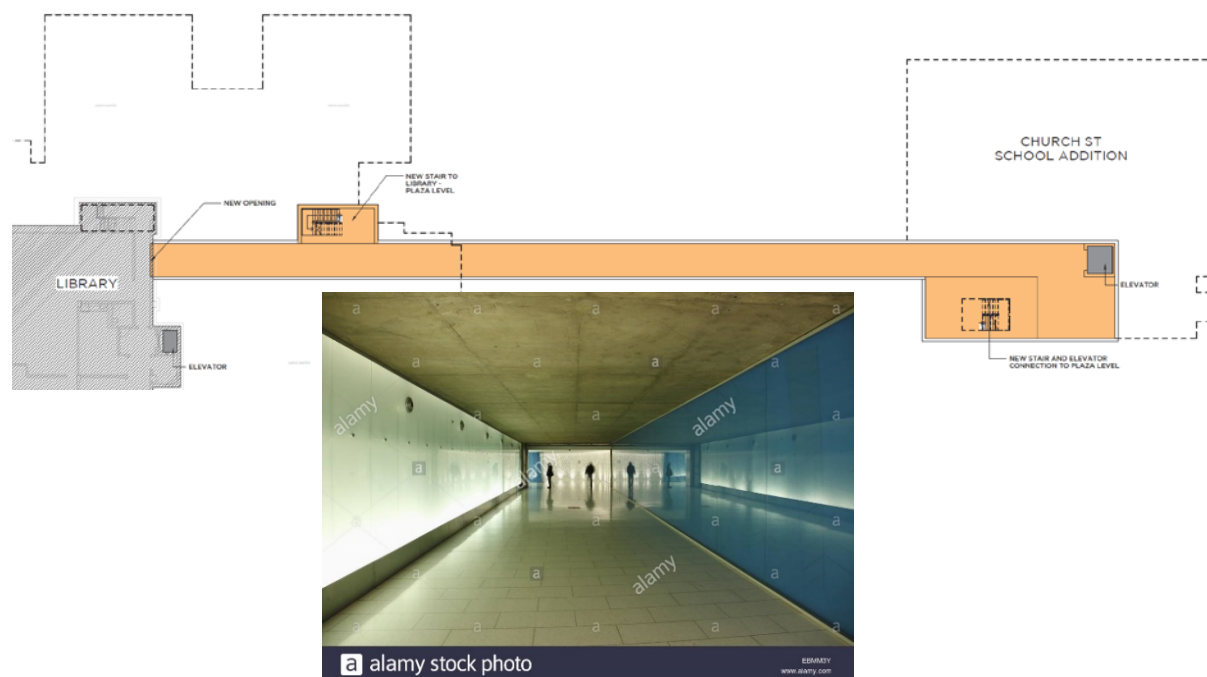 CHURCH ST
SCHOOL ADDITION
NEW STAIR TO
LIBRARY -
PLAZA LEVEL
NEW OPENING
LIBRARY
ELEVATOR
ELEVATOR
NEW STAIR AND ELEVATOR
CONNECTION TO PLAZA LEVEL
a
a
a
a
a
alamy
a
a
a
a
alamy
a
a
a
alamy
a
a
a
a
a alamy stock photo
EBMM3Y
www.alamy.com